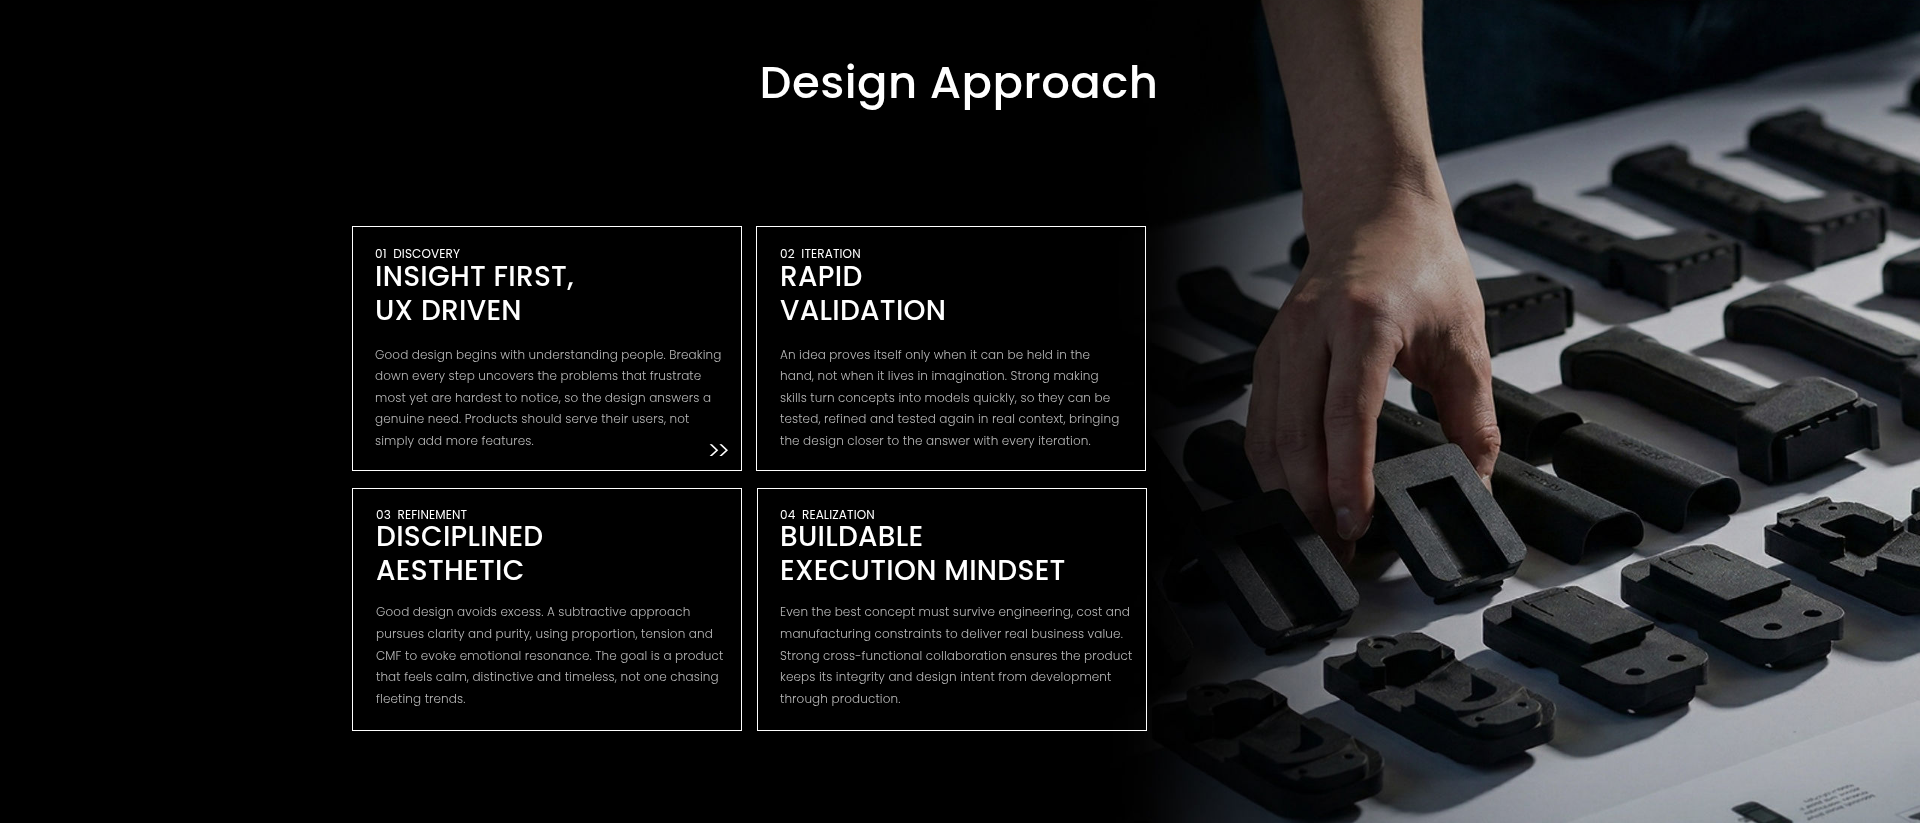 Design Approach
01 DISCOVERY
INSIGHT FIRST,
UX DRIVEN
Good design begins with understanding people. Breaking
down every step uncovers the problems that frustrate
most yet are hardest to notice, so the design answers a
genuine need. Products should serve their users, not
simply add more features.
>>
02 ITERATION
RAPID
VALIDATION
An idea proves itself only when it can be held in the
hand, not when it lives in imagination. Strong making
skills turn concepts into models quickly, so they can be
tested, refined and tested again in real context, bringing
the design closer to the answer with every iteration.
03 REFINEMENT
DISCIPLINED
AESTHETIC
Good design avoids excess. A subtractive approach
pursues clarity and purity, using proportion, tension and
CMF to evoke emotional resonance. The goal is a product
that feels calm, distinctive and timeless, not one chasing
fleeting trends.
04 REALIZATION
BUILDABLE
EXECUTION MINDSET
Even the best concept must survive engineering, cost and
manufacturing constraints to deliver real business value.
Strong cross-functional collaboration ensures the product
keeps its integrity and design intent from development
through production.